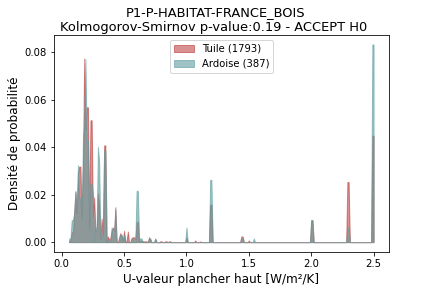 P1-P-HABITAT-FRANCE_BOIS
Kolmogorov-Smirnov p-value:0.19 - ACCEPT H0
Tuile (1793)
Ardoise (387)
Densité de probabilité
0.08
0.06
0.04
0.02
0.00
0.0 0.5 1.0 1.5 2.0 2.5
U-valeur plancher haut [W/m²/K]